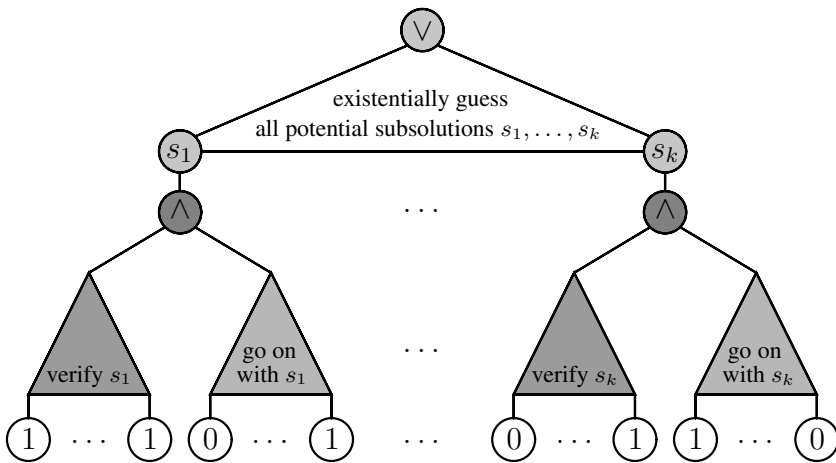 ∨
existentially guess
all potential subsolutions s₁, . . . , sₖ
s₁ sₖ
∧ · · · ∧
verify s₁ go on with s₁ · · · verify sₖ go on with sₖ
1 · · · 1 0 · · · 1 · · · 0 · · · 1 1 · · · 0